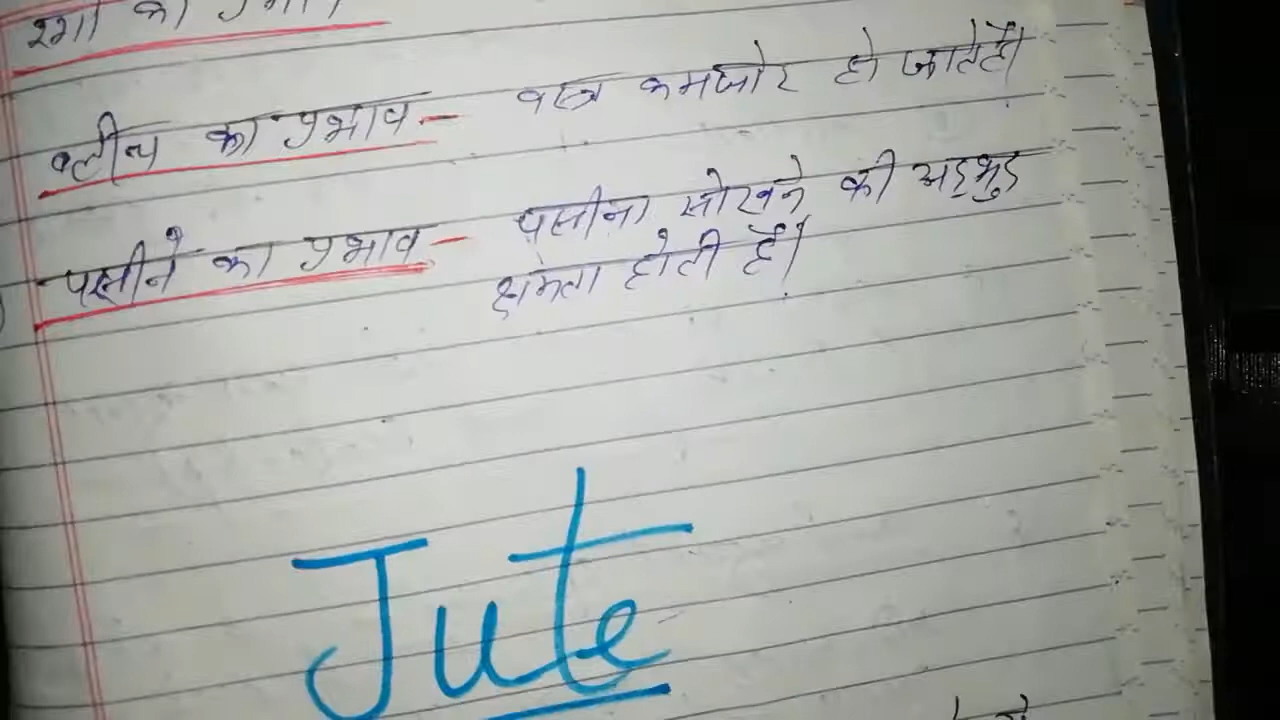 का
ब्लीच का प्रभाव - वस्त्र कमजोर हो जाते हैं।
पसीने का प्रभाव - पसीना सोखने की अद्भुद
क्षमता होती हैं।
Jute